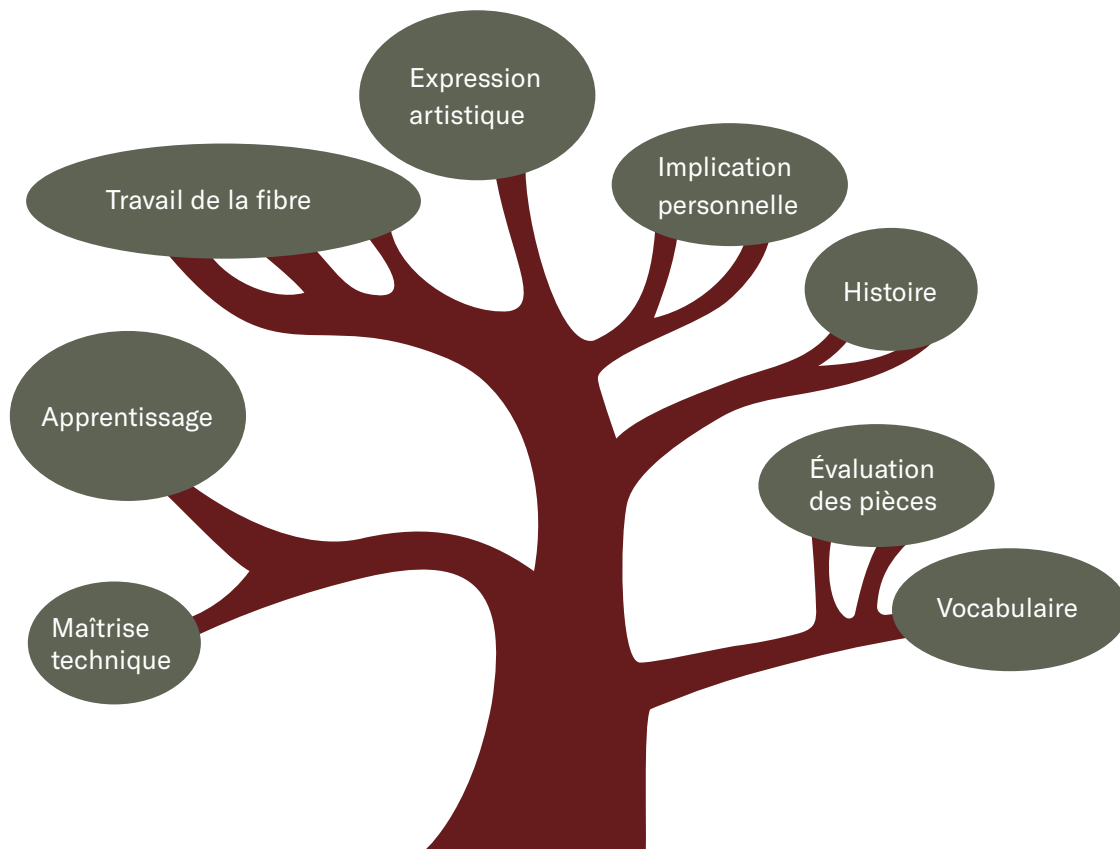 Expression
artistique
Travail de la fibre
Implication
personnelle
Histoire
Apprentissage
Évaluation
des pièces
Maîtrise
technique
Vocabulaire